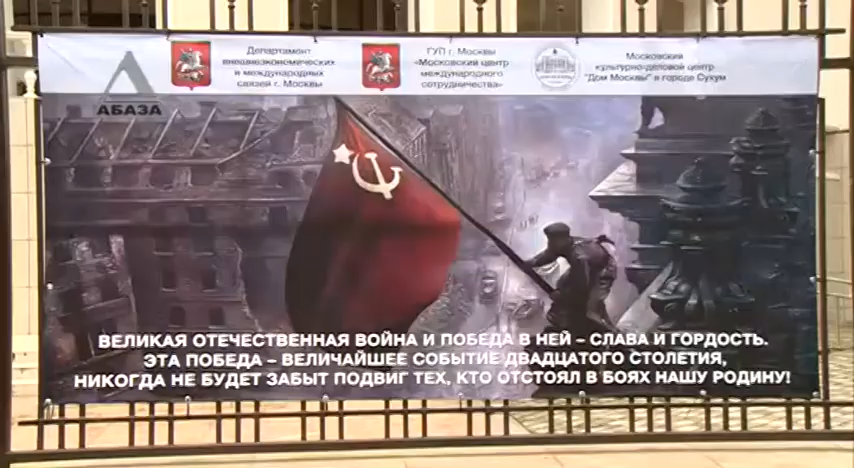 Департамент
внешнеэкономических
и международных
связей г. Москвы
ГУП г. Москвы
«Московский центр
международного
сотрудничества»
Московский
культурно-деловой центр
"Дом Москвы" в городе Сухум
АБАЗА
ВЕЛИКАЯ ОТЕЧЕСТВЕННАЯ ВОЙНА И ПОБЕДА В НЕЙ – СЛАВА И ГОРДОСТЬ.
ЭТА ПОБЕДА – ВЕЛИЧАЙШЕЕ СОБЫТИЕ ДВАДЦАТОГО СТОЛЕТИЯ,
НИКОГДА НЕ БУДЕТ ЗАБЫТ ПОДВИГ ТЕХ, КТО ОТСТОЯЛ В БОЯХ НАШУ РОДИНУ!